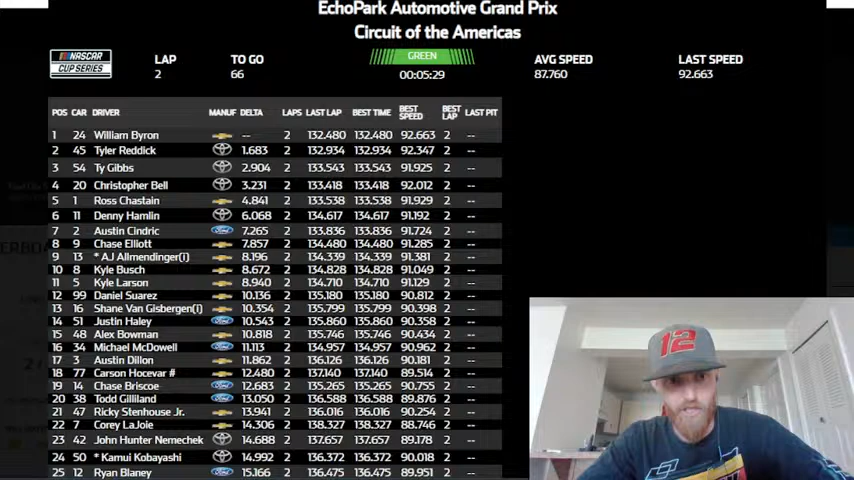 EchoPark Automotive Grand Prix
Circuit of the Americas
NASCAR CUP SERIES
LAP TO GO GREEN AVG SPEED LAST SPEED
2 66 00:05:29 87.760 92.663
POS CAR DRIVER MANUF DELTA LAPS LAST LAP BEST TIME BEST SPEED BEST LAP LAST PIT
1 24 William Byron -- 2 132.480 132.480 92.663 2 --
2 45 Tyler Reddick 1.683 2 132.934 132.934 92.347 2 --
3 54 Ty Gibbs 2.904 2 133.543 133.543 91.925 2 --
4 20 Christopher Bell 3.231 2 133.418 133.418 92.012 2 --
5 1 Ross Chastain 4.841 2 133.538 133.538 91.929 2 --
6 11 Denny Hamlin 6.068 2 134.617 134.617 91.192 2 --
7 2 Austin Cindric Ford 7.265 2 133.836 133.836 91.724 2 --
8 9 Chase Elliott 7.857 2 134.480 134.480 91.285 2 --
9 13 * AJ Allmendinger(i) 8.196 2 134.339 134.339 91.381 2 --
10 8 Kyle Busch 8.672 2 134.828 134.828 91.049 2 --
11 5 Kyle Larson 8.940 2 134.710 134.710 91.129 2 --
12 99 Daniel Suarez 10.136 2 135.180 135.180 90.812 2 --
13 16 Shane Van Gisbergen(i) 10.354 2 135.799 135.799 90.398 2 --
14 51 Justin Haley Ford 10.543 2 135.860 135.860 90.358 2 --
15 48 Alex Bowman 10.818 2 135.746 135.746 90.434 2 --
16 34 Michael McDowell Ford 11.113 2 134.957 134.957 90.962 2 --
17 3 Austin Dillon 11.862 2 136.126 136.126 90.181 2 --
18 77 Carson Hocevar # 12.480 2 137.140 137.140 89.514 2 --
19 14 Chase Briscoe Ford 12.683 2 135.265 135.265 90.755 2 --
20 38 Todd Gilliland Ford 13.050 2 136.588 136.588 89.876 2 --
21 47 Ricky Stenhouse Jr. 13.941 2 136.016 136.016 90.254 2 --
22 7 Corey LaJoie 14.306 2 138.327 138.327 88.746 2 --
23 42 John Hunter Nemechek 14.688 2 137.657 137.657 89.178 2 --
24 50 * Kamui Kobayashi 14.992 2 136.372 136.372 90.018 2 --
25 12 Ryan Blaney Ford 15.166 2 136.475 136.475 89.951 2 --
12